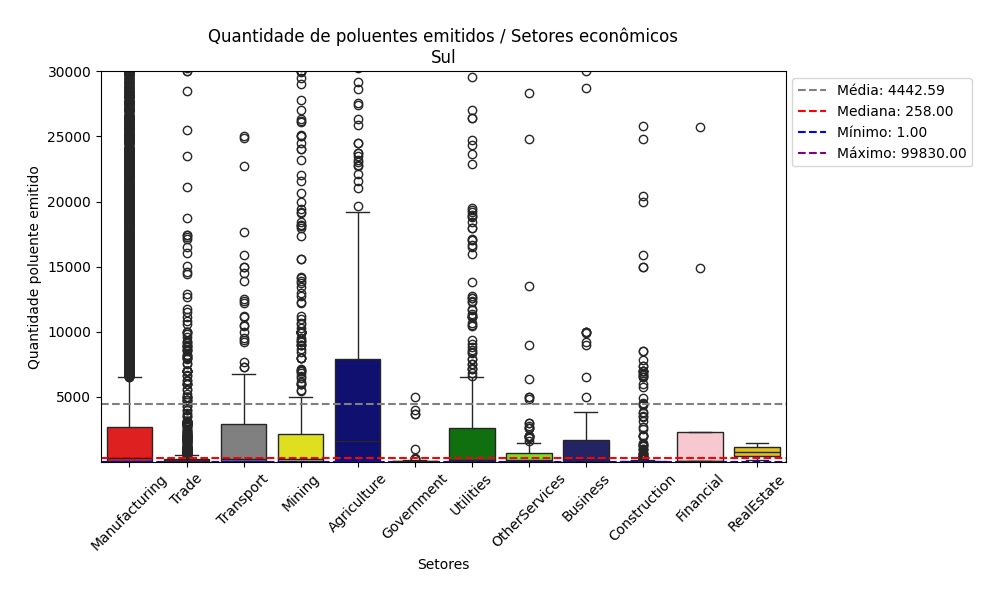 Quantidade de poluentes emitidos / Setores econômicos
Sul
Média: 4442.59
Mediana: 258.00
Mínimo: 1.00
Máximo: 99830.00
Quantidade poluente emitido
30000
25000
20000
15000
10000
5000
Manufacturing
Trade
Transport
Mining
Agriculture
Government
Utilities
OtherServices
Business
Construction
Financial
RealEstate
Setores